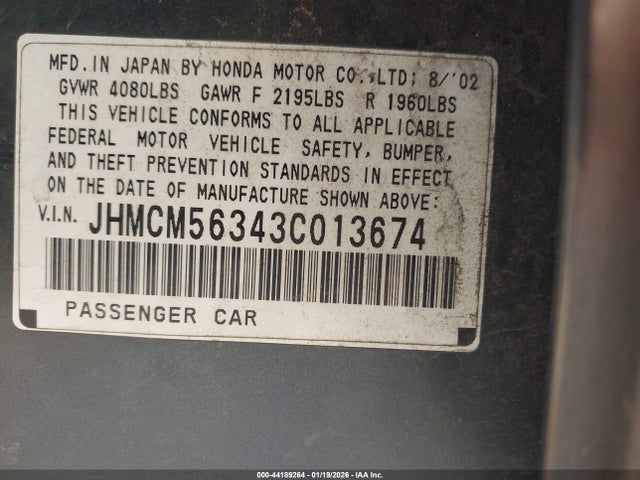 MFD. IN JAPAN BY HONDA MOTOR CO., LTD; 8/'02
GVWR 4080LBS GAWR F 2195LBS R 1960LBS
THIS VEHICLE CONFORMS TO ALL APPLICABLE
FEDERAL MOTOR VEHICLE SAFETY, BUMPER,
AND THEFT PREVENTION STANDARDS IN EFFECT
ON THE DATE OF MANUFACTURE SHOWN ABOVE:
V.I.N. JHMCM56343C013674
PASSENGER CAR
000-44189264 - 01/19/2026 - IAA Inc.